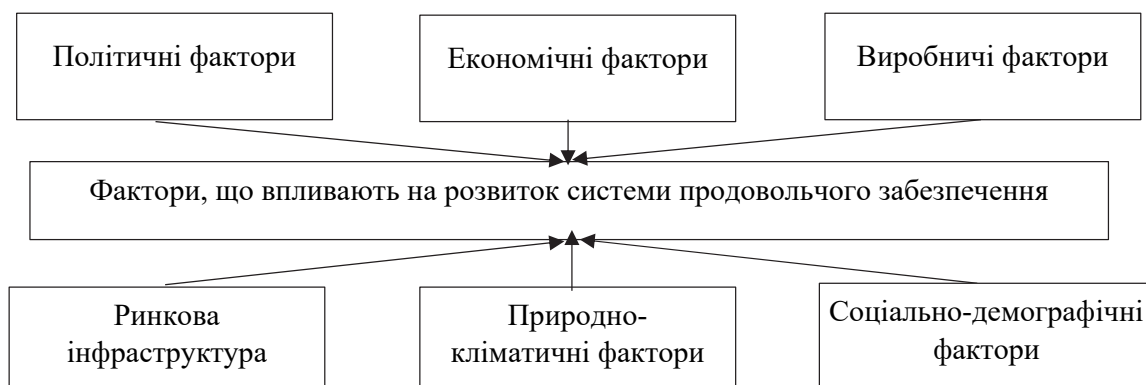 Політичні фактори
Економічні фактори
Виробничі фактори
Фактори, що впливають на розвиток системи продовольчого забезпечення
Ринкова
інфраструктура
Природно-
кліматичні фактори
Соціально-демографічні
фактори